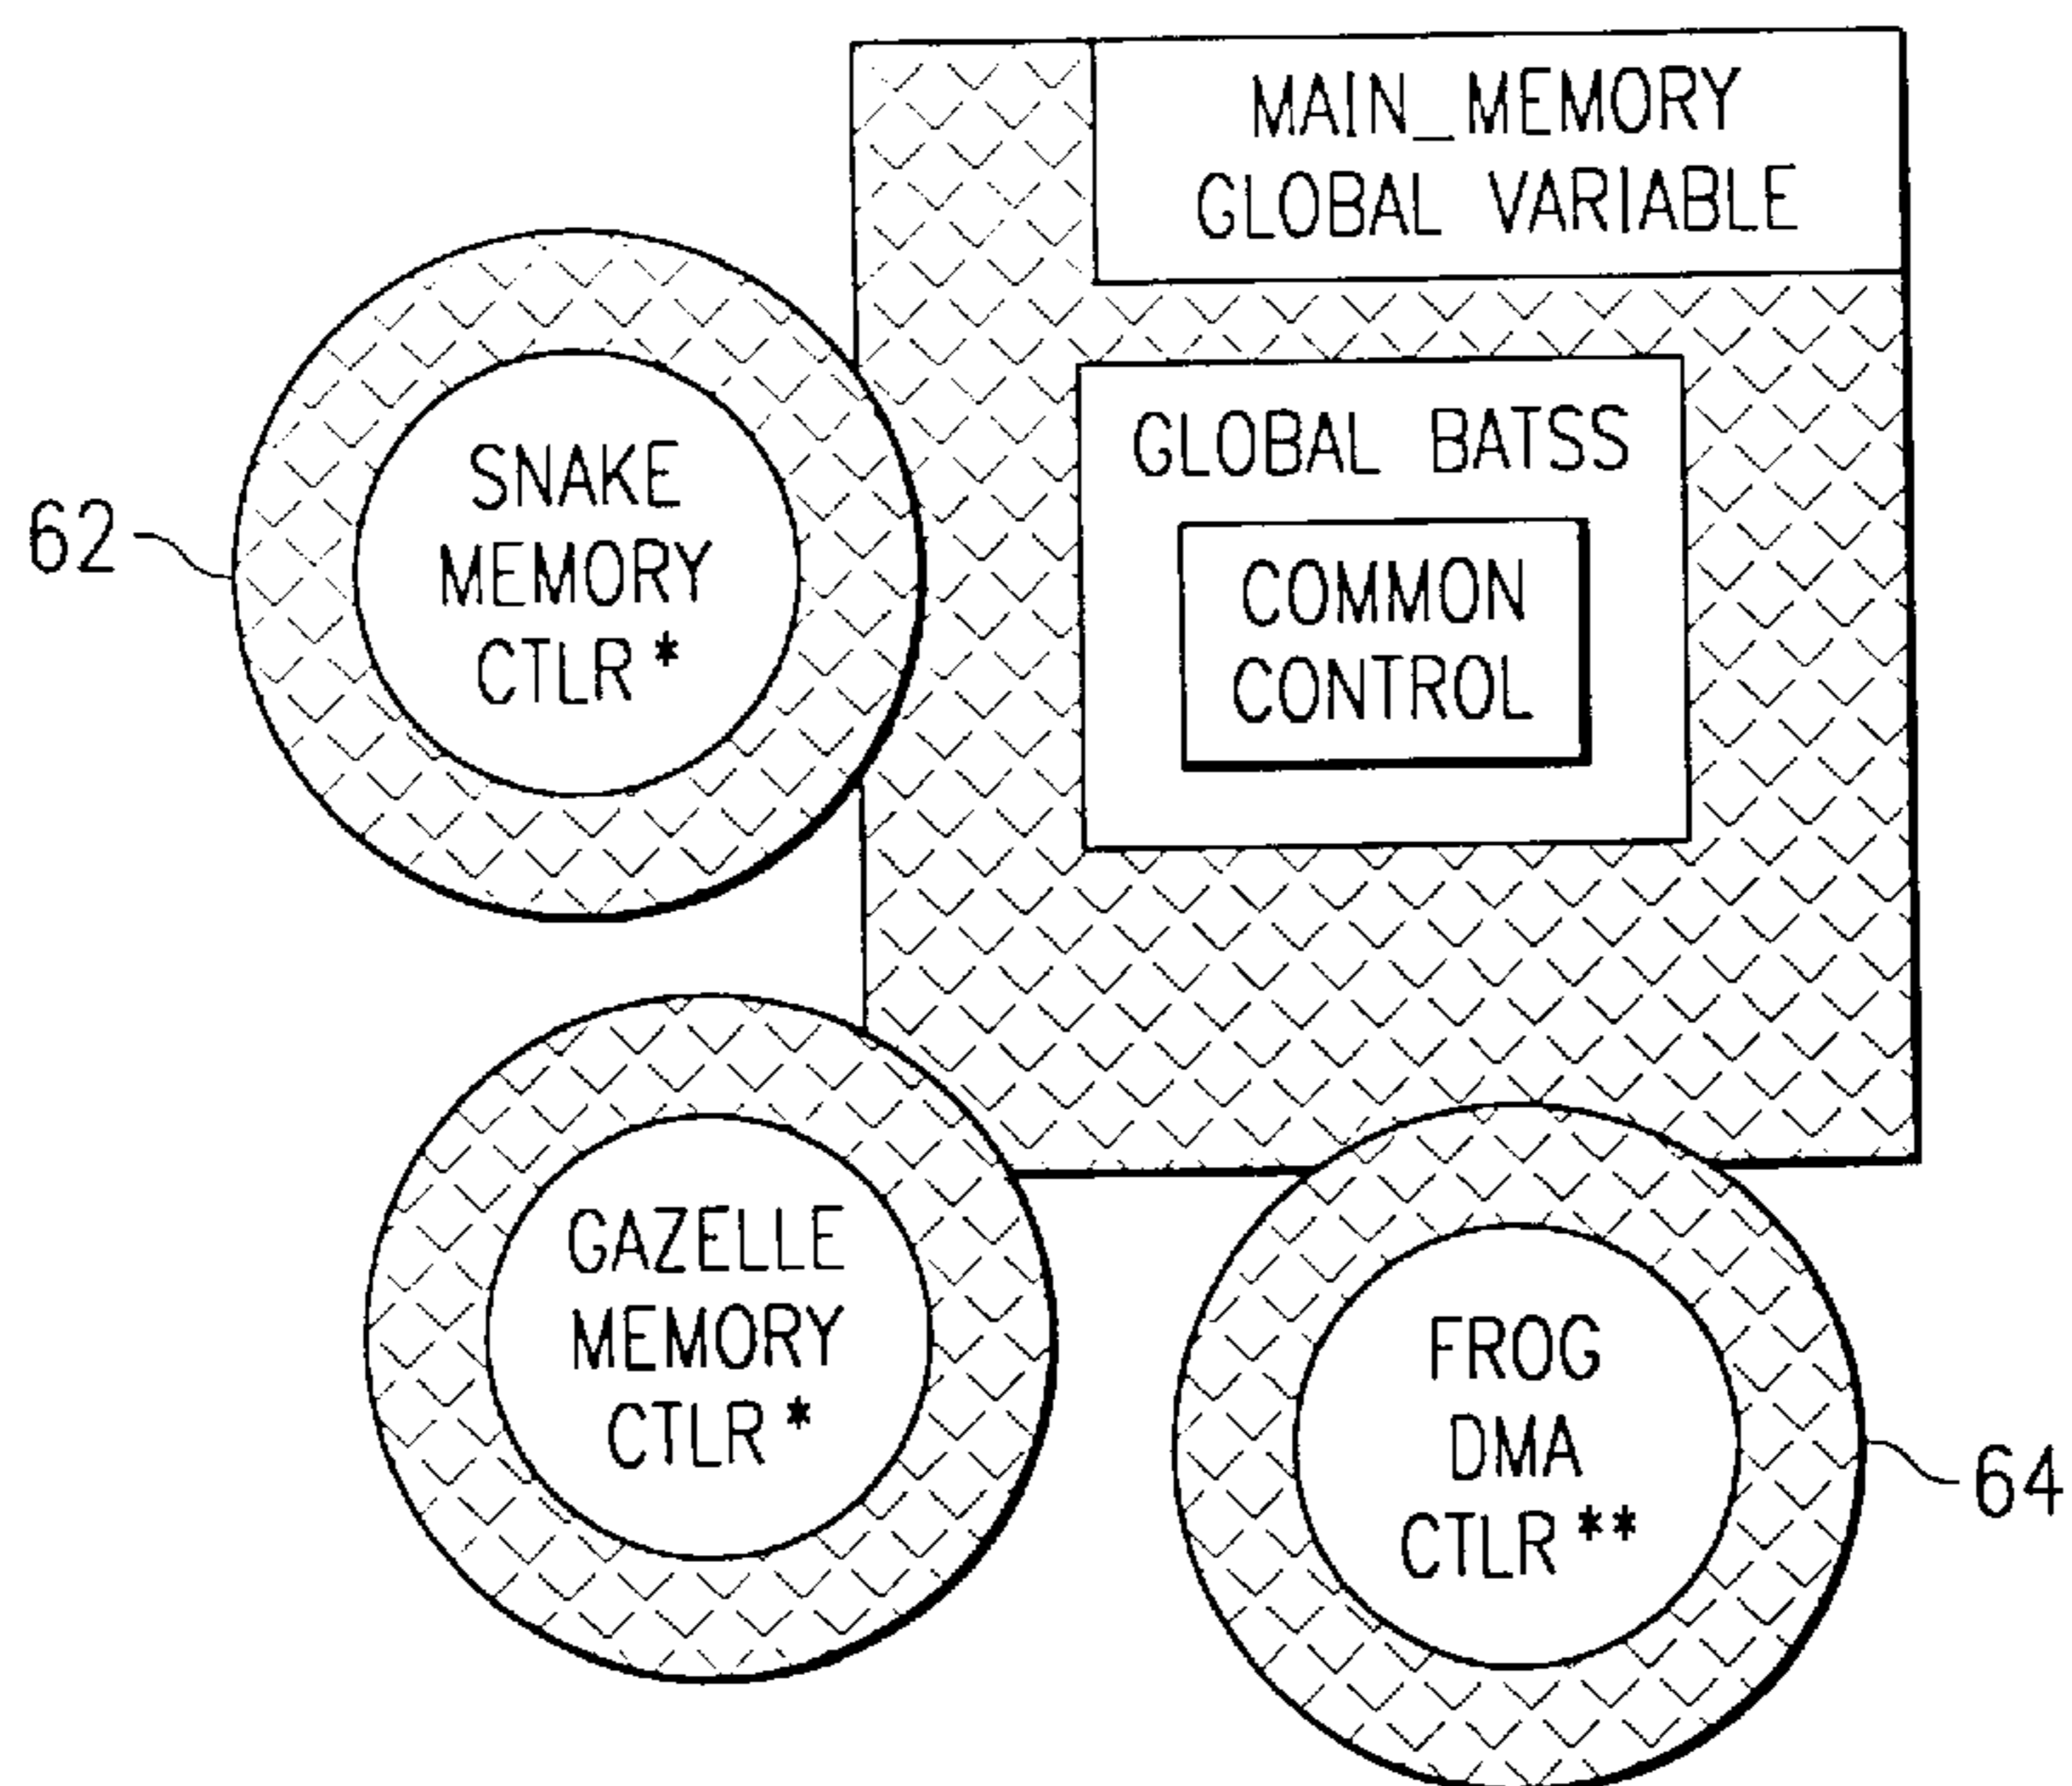 MAIN_MEMORY
GLOBAL VARIABLE
GLOBAL BATSS
COMMON
CONTROL
62
SNAKE
MEMORY
CTLR*
GAZELLE
MEMORY
CTLR*
FROG
DMA
CTLR**
64